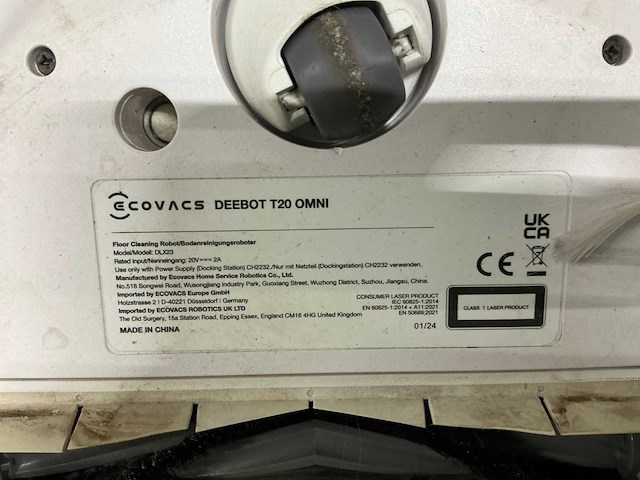 ECOVACS DEEBOT T20 OMNI
Floor Cleaning Robot/Bodenreinigungsroboter
Model/Modell: DLX23
Rated Input/Nenneingang: 20V⎓ 2A
Use only with Power Supply (Docking Station) CH2232./Nur mit Netzteil (Dockingstation) CH2232 verwenden.
Manufactured by Ecovacs Home Service Robotics Co., Ltd.
No.518 Songwei Road, Wusongjiang Industry Park, Guoxiang Street, Wuzhong District, Suzhou, Jiangsu, China.
Imported by ECOVACS Europe GmbH
Holzstrasse 2 | D-40221 Düsseldorf | Germany
Imported by ECOVACS ROBOTICS UK LTD
The Old Surgery, 15a Station Road, Epping Essex, England CM16 4HG United Kingdom
MADE IN CHINA
CONSUMER LASER PRODUCT
IEC 60825-1:2014
EN 60825-1:2014 + A11:2021
EN 50689:2021
01/24
UK
CA
CE
CLASS 1 LASER PRODUCT